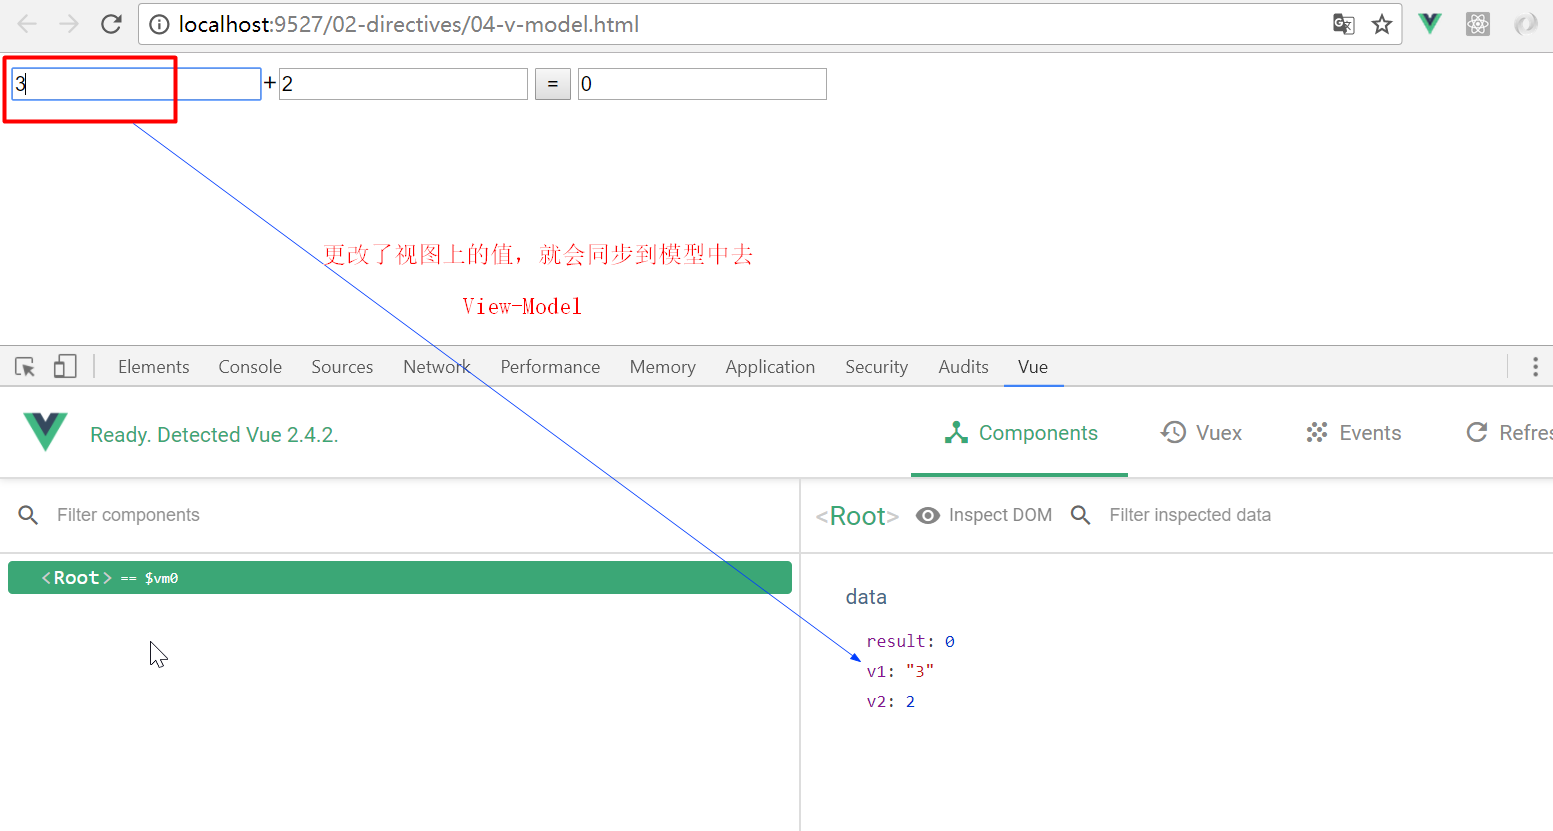 localhost:9527/02-directives/04-v-model.html
3 + 2 = 0
更改了视图上的值，就会同步到模型中去
View-Model
Elements Console Sources Network Performance Memory Application Security Audits Vue
Ready. Detected Vue 2.4.2.
Components Vuex Events Refres
Filter components
<Root> Inspect DOM Filter inspected data
<Root> == $vm0
data
result: 0
v1: "3"
v2: 2